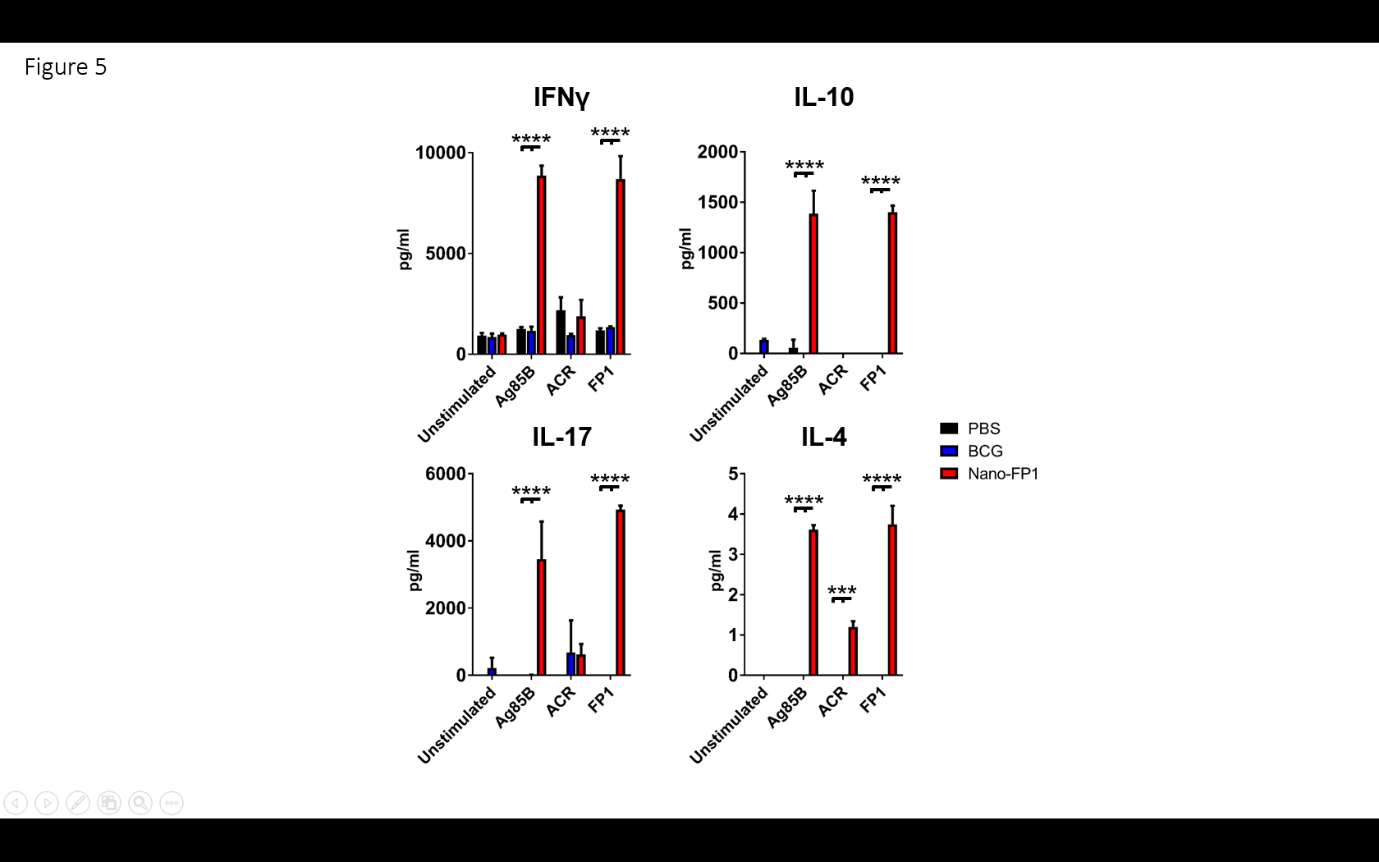 Figure 5
IFNγ
10000
5000
0
pg/ml
****
****
Unstimulated
Ag85B
ACR
FP1
IL-10
2000
1500
1000
500
0
pg/ml
****
****
Unstimulated
Ag85B
ACR
FP1
IL-17
6000
4000
2000
0
pg/ml
****
****
Unstimulated
Ag85B
ACR
FP1
IL-4
5
4
3
2
1
0
pg/ml
****
***
****
Unstimulated
Ag85B
ACR
FP1
PBS
BCG
Nano-FP1